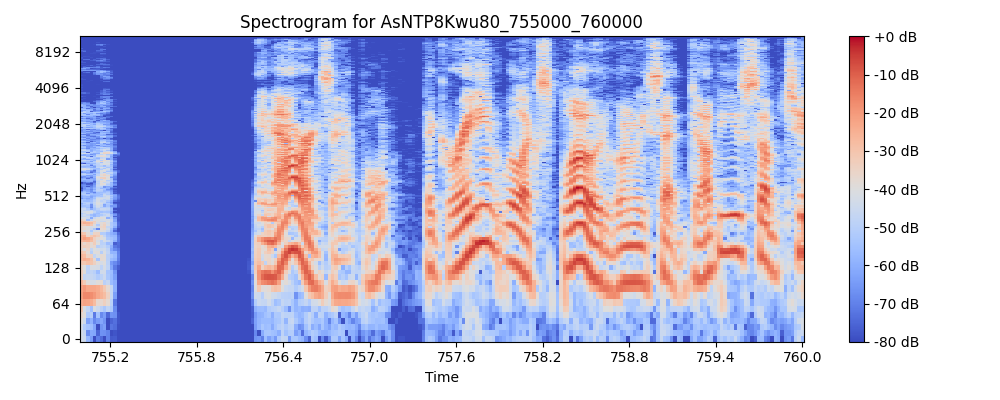 Spectrogram for AsNTP8Kwu80_755000_760000
Hz
8192
4096
2048
1024
512
256
128
64
0
755.2 755.8 756.4 757.0 757.6 758.2 758.8 759.4 760.0
Time
+0 dB
-10 dB
-20 dB
-30 dB
-40 dB
-50 dB
-60 dB
-70 dB
-80 dB